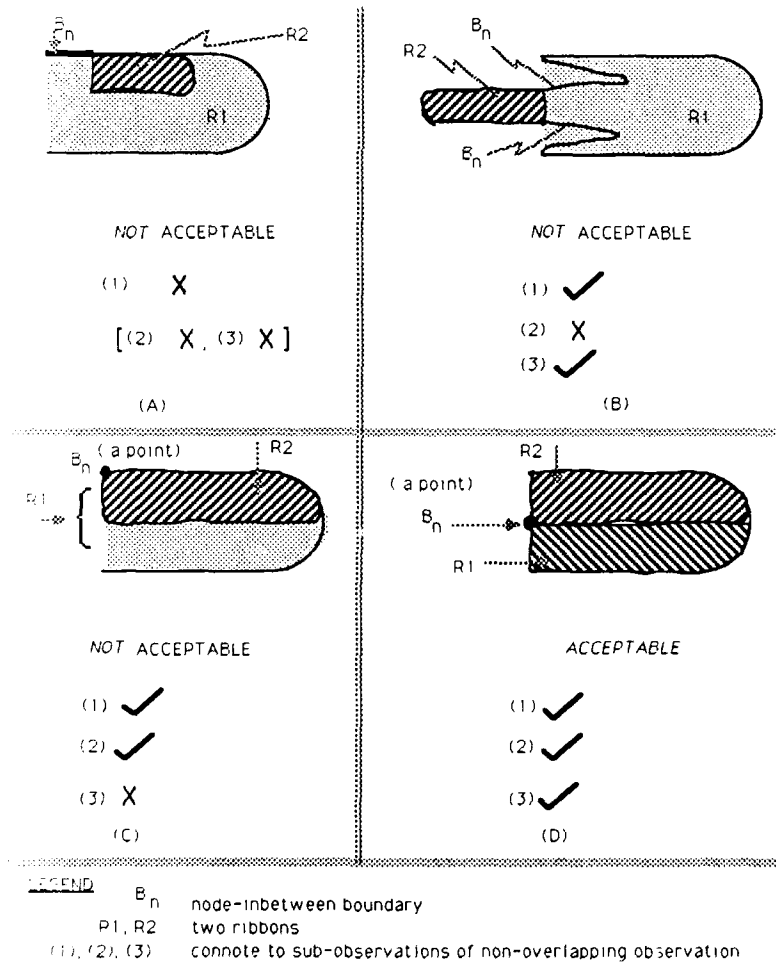 Bn
R2
R1
NOT ACCEPTABLE
(1) X
[(2) X, (3) X]
(A)
R2
Bn
R1
Bn
NOT ACCEPTABLE
(1) ✓
(2) X
(3) ✓
(B)
Bn (a point)
R2
R1
NOT ACCEPTABLE
(1) ✓
(2) ✓
(3) X
(C)
R2
(a point)
Bn
R1
ACCEPTABLE
(1) ✓
(2) ✓
(3) ✓
(D)
LEGEND
Bn node-inbetween boundary
R1, R2 two ribbons
(1), (2), (3) connote to sub-observations of non-overlapping observation